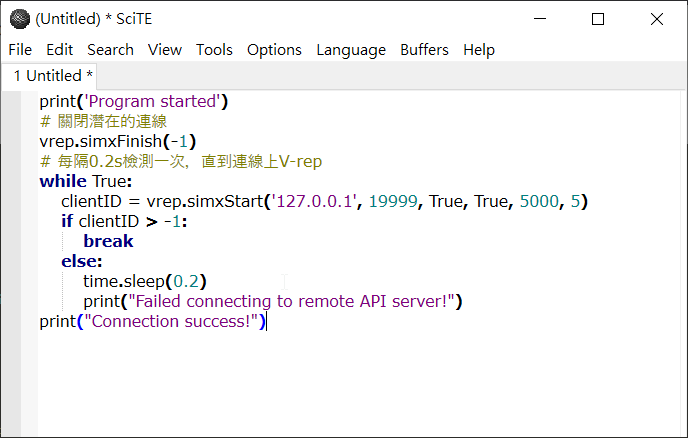 (Untitled) * SciTE
File Edit Search View Tools Options Language Buffers Help
1 Untitled *
print('Program started')
# 關閉潛在的連線
vrep.simxFinish(-1)
# 每隔0.2s檢測一次，直到連線上V-rep
while True:
    clientID = vrep.simxStart('127.0.0.1', 19999, True, True, 5000, 5)
    if clientID > -1:
        break
    else:
        time.sleep(0.2)
        print("Failed connecting to remote API server!")
print("Connection success!")